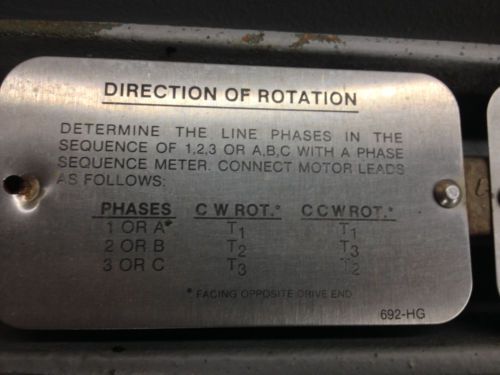 DIRECTION OF ROTATION
DETERMINE THE LINE PHASES IN THE
SEQUENCE OF 1,2,3 OR A,B,C WITH A PHASE
SEQUENCE METER. CONNECT MOTOR LEADS
AS FOLLOWS:
PHASES C W ROT.* C C W ROT.*
1 OR A T1 T1
2 OR B T2 T3
3 OR C T3 T2
* FACING OPPOSITE DRIVE END
692-HG